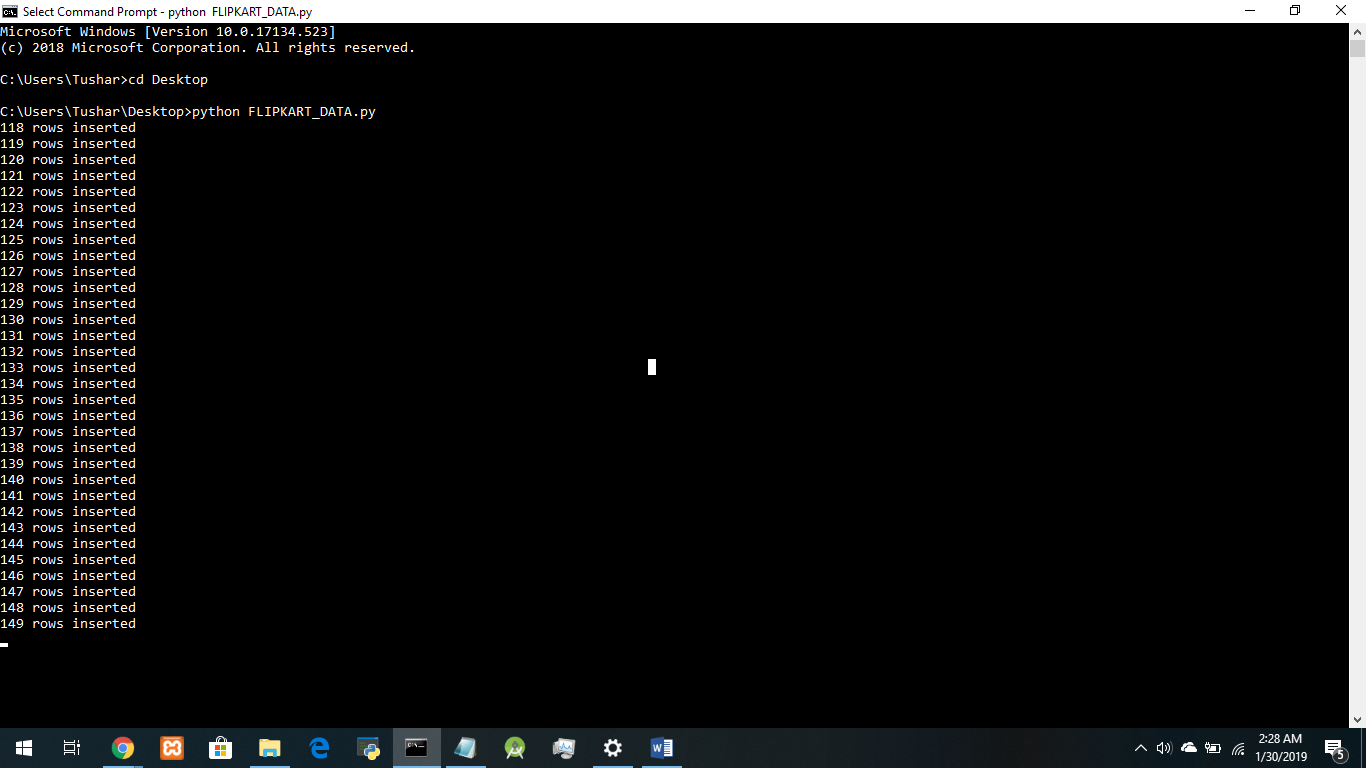 Select Command Prompt - python  FLIPKART_DATA.py
Microsoft Windows [Version 10.0.17134.523]
(c) 2018 Microsoft Corporation. All rights reserved.
C:\Users\Tushar>cd Desktop
C:\Users\Tushar\Desktop>python FLIPKART_DATA.py
118 rows inserted
119 rows inserted
120 rows inserted
121 rows inserted
122 rows inserted
123 rows inserted
124 rows inserted
125 rows inserted
126 rows inserted
127 rows inserted
128 rows inserted
129 rows inserted
130 rows inserted
131 rows inserted
132 rows inserted
133 rows inserted
134 rows inserted
135 rows inserted
136 rows inserted
137 rows inserted
138 rows inserted
139 rows inserted
140 rows inserted
141 rows inserted
142 rows inserted
143 rows inserted
144 rows inserted
145 rows inserted
146 rows inserted
147 rows inserted
148 rows inserted
149 rows inserted
2:28 AM
1/30/2019
5